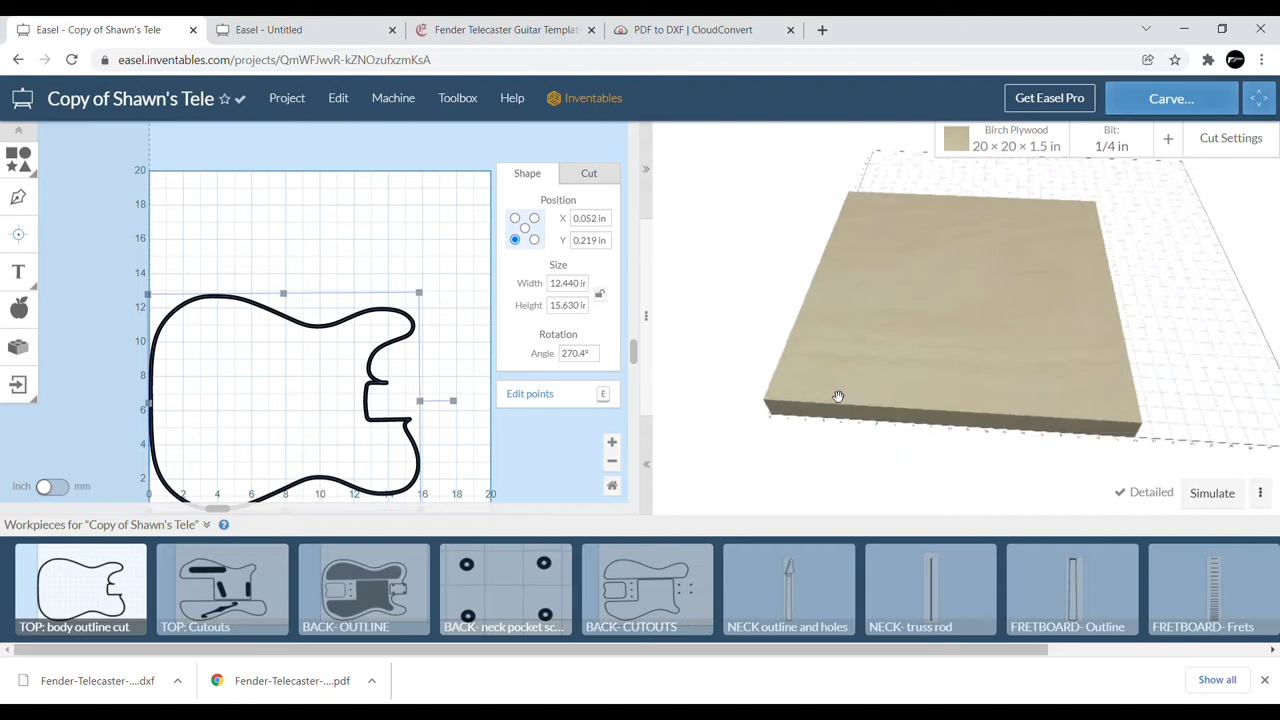 Easel - Copy of Shawn's Tele
Easel - Untitled
Fender Telecaster Guitar Templat
PDF to DXF | CloudConvert
easel.inventables.com/projects/QmWFJwvR-kZNOzufxzmKsA
Copy of Shawn's Tele
Project
Edit
Machine
Toolbox
Help
Inventables
Get Easel Pro
Carve...
Birch Plywood
20 × 20 × 1.5 in
Bit:
1/4 in
Cut Settings
20
18
16
14
12
10
8
6
4
2
0 2 4 6 8 10 12 14 16 18 20
Shape
Cut
Position
X 0.052 in
Y 0.219 in
Size
Width 12.440 ir
Height 15.630 ir
Rotation
Angle 270.4°
Edit points E
T
inch mm
Detailed
Simulate
Workpieces for "Copy of Shawn's Tele"
TOP: body outline cut
TOP: Cutouts
BACK- OUTLINE
BACK- neck pocket sc...
BACK- CUTOUTS
NECK outline and holes
NECK- truss rod
FRETBOARD- Outline
FRETBOARD- Frets
Fender-Telecaster-....dxf
Fender-Telecaster-....pdf
Show all